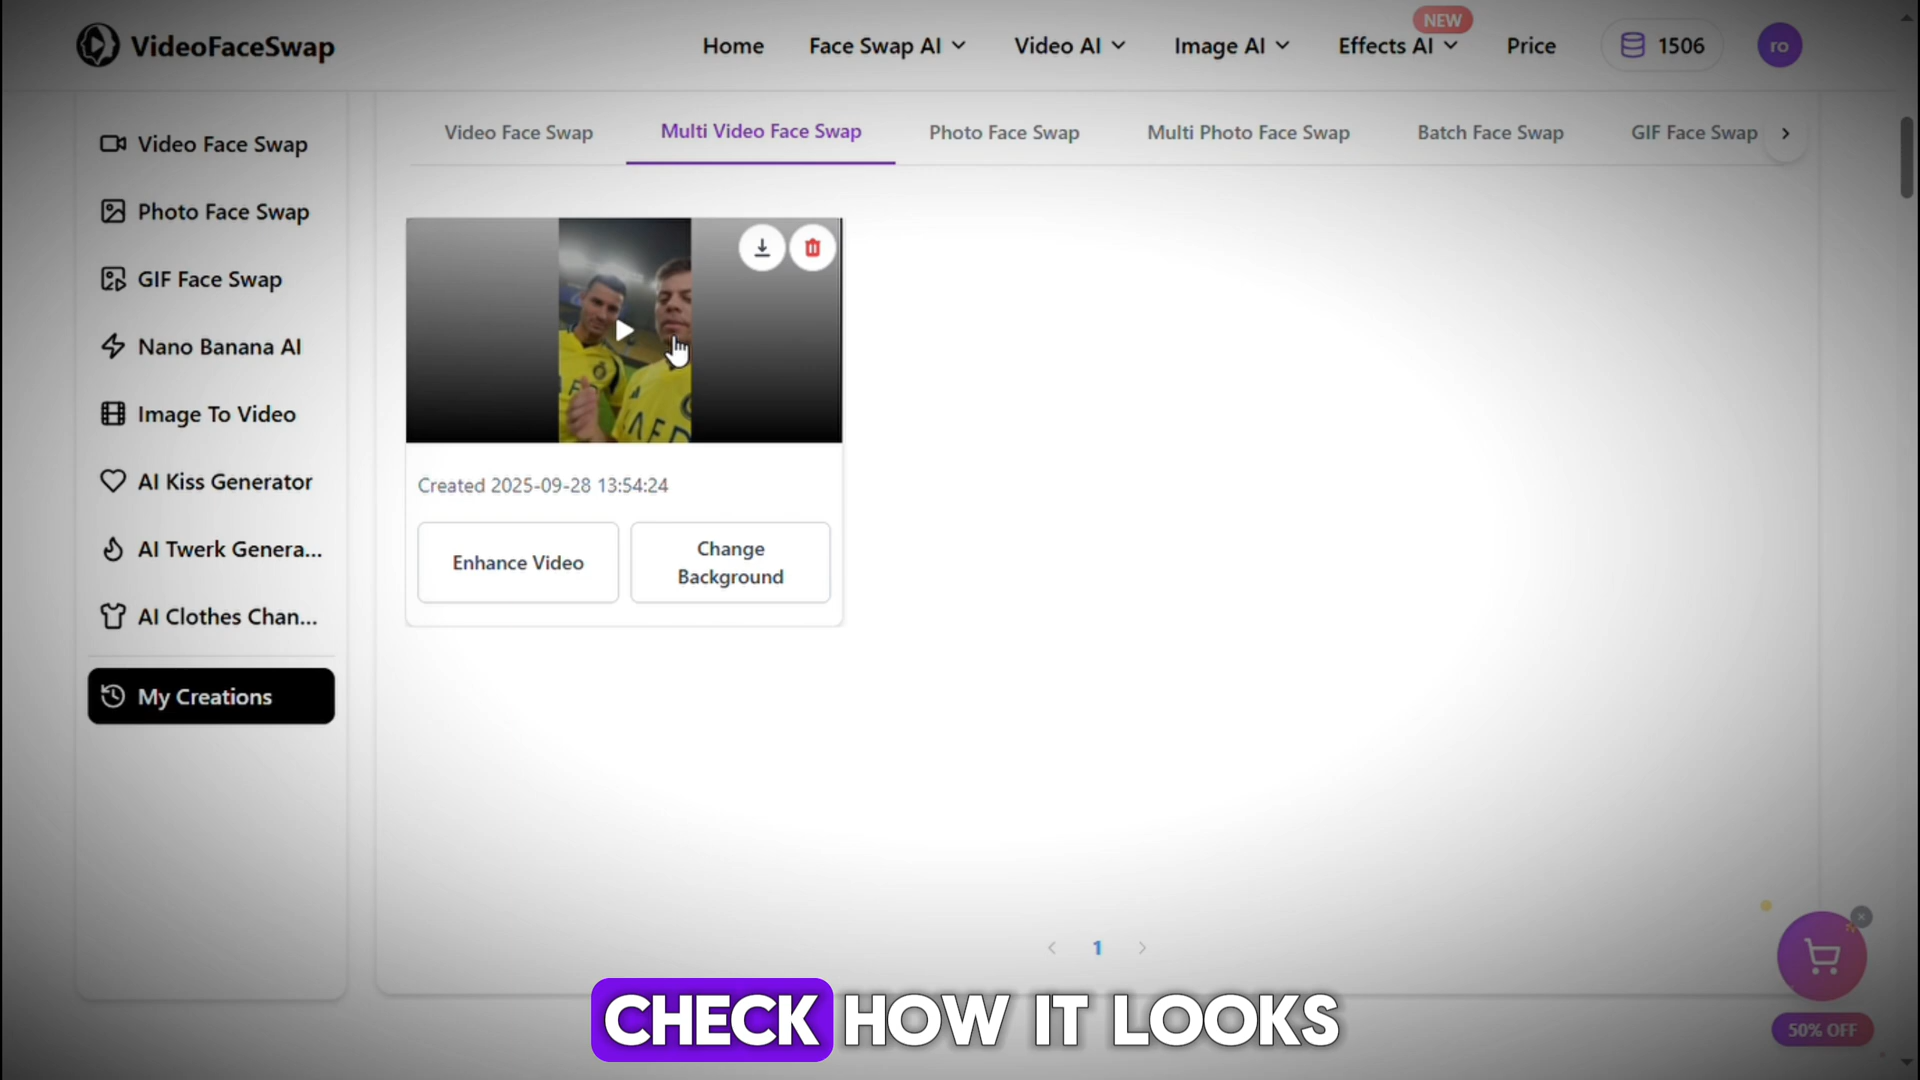 VideoFaceSwap
Home
Face Swap AI
Video AI
Image AI
Effects AI
NEW
Price
1506
ro
Video Face Swap
Photo Face Swap
GIF Face Swap
Nano Banana AI
Image To Video
AI Kiss Generator
AI Twerk Genera...
AI Clothes Chan...
My Creations
Video Face Swap
Multi Video Face Swap
Photo Face Swap
Multi Photo Face Swap
Batch Face Swap
GIF Face Swap
Created 2025-09-28 13:54:24
Enhance Video
Change
Background
1
50% OFF
CHECK HOW IT LOOKS